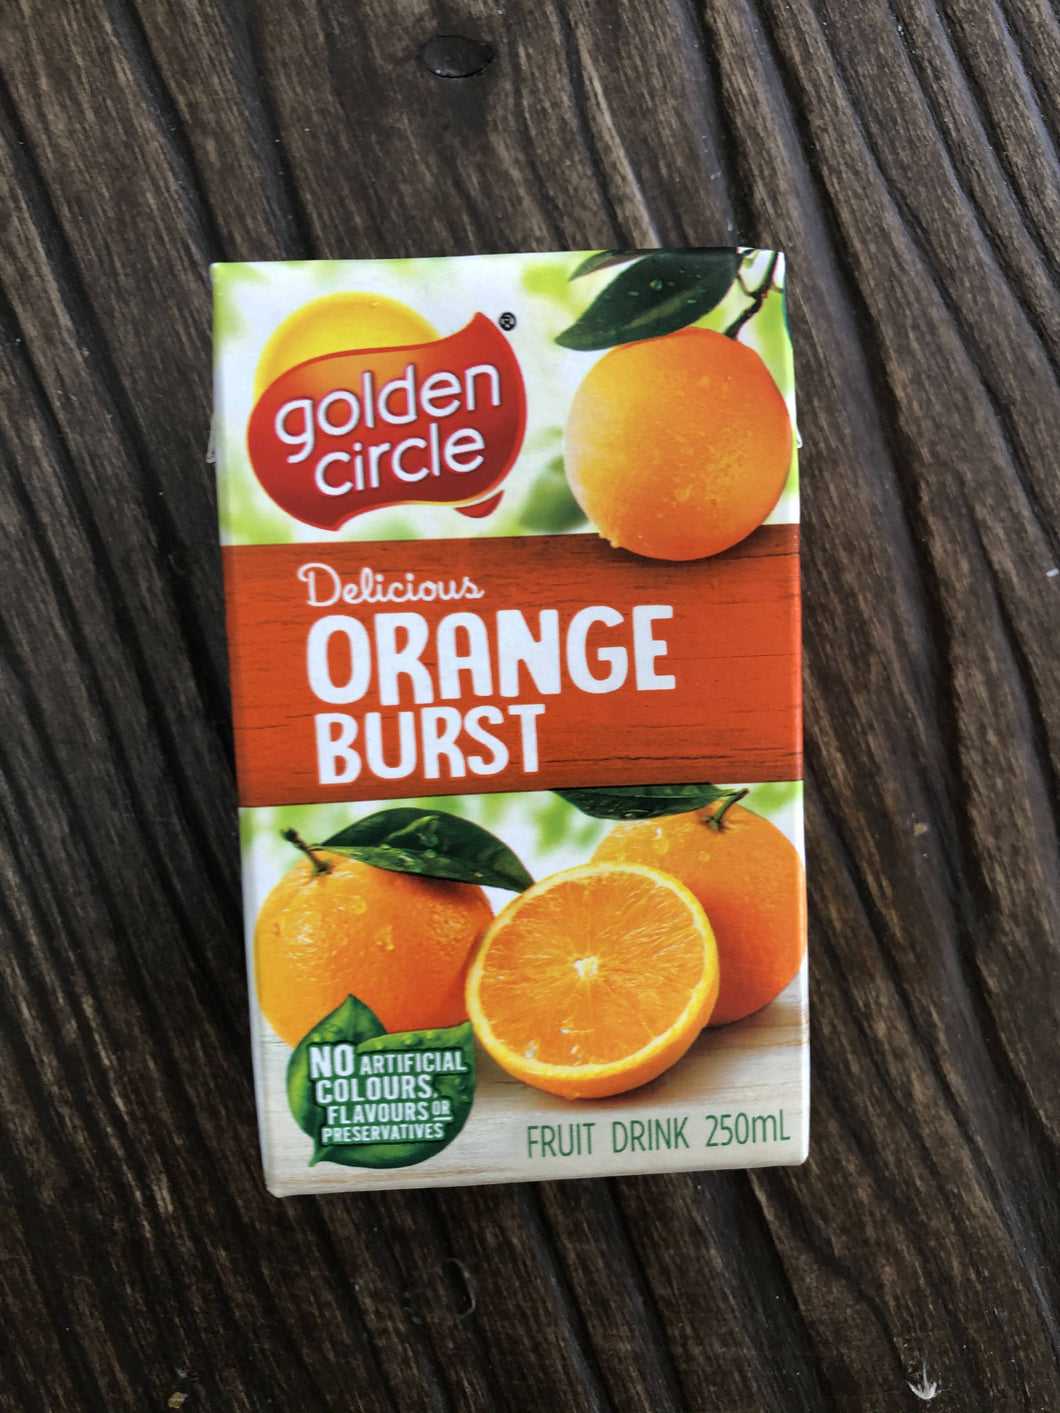 golden
circle
®
Delicious
ORANGE
BURST
NO ARTIFICIAL
COLOURS,
FLAVOURS OR
PRESERVATIVES
FRUIT DRINK 250mL